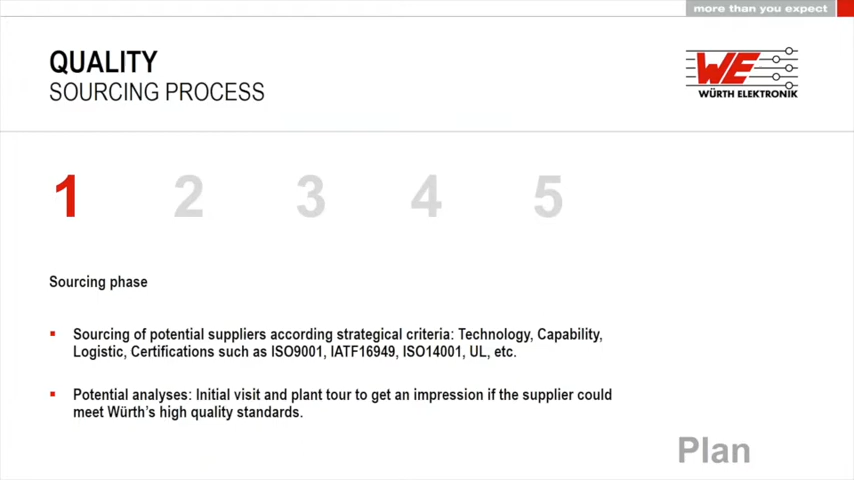 more than you expect
QUALITY
SOURCING PROCESS
WE
WÜRTH ELEKTRONIK
1 2 3 4 5
Sourcing phase
Sourcing of potential suppliers according strategical criteria: Technology, Capability,
Logistic, Certifications such as ISO9001, IATF16949, ISO14001, UL, etc.
Potential analyses: Initial visit and plant tour to get an impression if the supplier could
meet Würth's high quality standards.
Plan